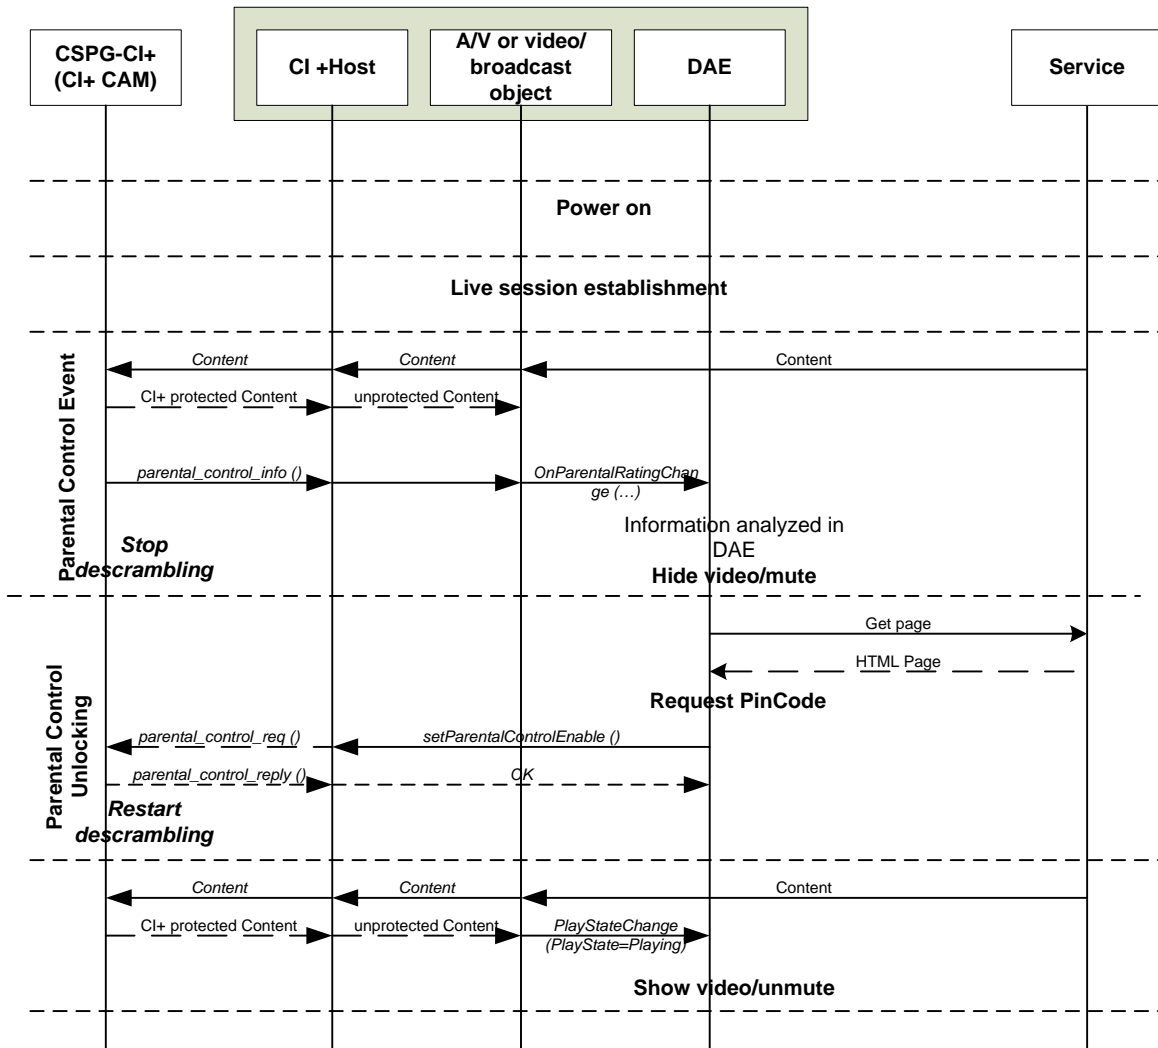 CSPG-CI+
(CI+ CAM)
CI +Host
A/V or video/
broadcast
object
DAE
Service
Power on
Live session establishment
Parental Control Event
Content
Content
Content
CI+ protected Content
unprotected Content
parental_control_info ()
OnParentalRatingChan
ge (…)
Information analyzed in
DAE
Stop
descrambling
Hide video/mute
Parental Control
Unlocking
Get page
HTML Page
Request PinCode
parental_control_req ()
setParentalControlEnable ()
parental_control_reply ()
OK
Restart
descrambling
Content
Content
Content
CI+ protected Content
unprotected Content
PlayStateChange
(PlayState=Playing)
Show video/unmute